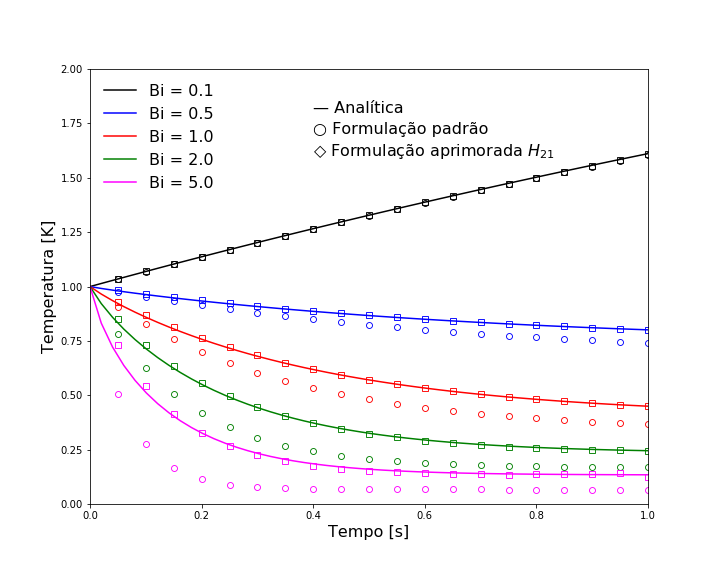 2.00
1.75
1.50
1.25
1.00
0.75
0.50
0.25
0.00
0.0 0.2 0.4 0.6 0.8 1.0
Temperatura [K]
Tempo [s]
Bi = 0.1
Bi = 0.5
Bi = 1.0
Bi = 2.0
Bi = 5.0
— Analítica
○ Formulação padrão
◇ Formulação aprimorada H₂₁